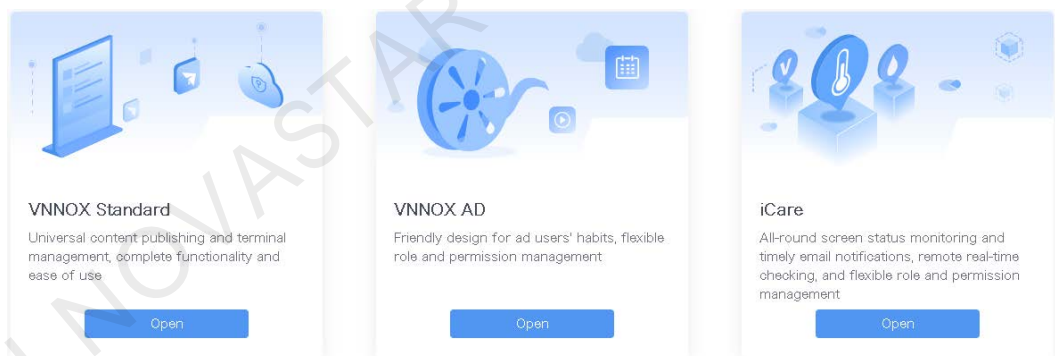 VNNOX Standard
Universal content publishing and terminal
management, complete functionality and
ease of use
Open
VNNOX AD
Friendly design for ad users' habits, flexible
role and permission management
Open
iCare
All-round screen status monitoring and
timely email notifications, remote real-time
checking, and flexible role and permission
management
Open
NOVASTAR